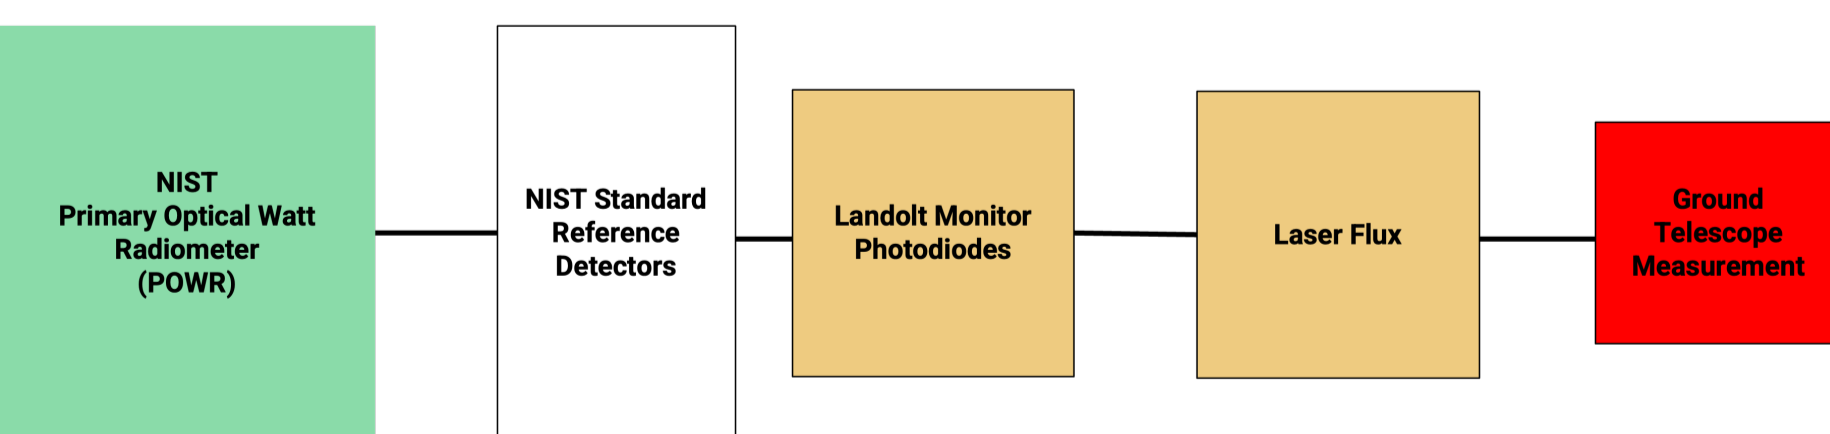 NIST
Primary Optical Watt
Radiometer
(POWR)
NIST Standard
Reference
Detectors
Landolt Monitor
Photodiodes
Laser Flux
Ground
Telescope
Measurement